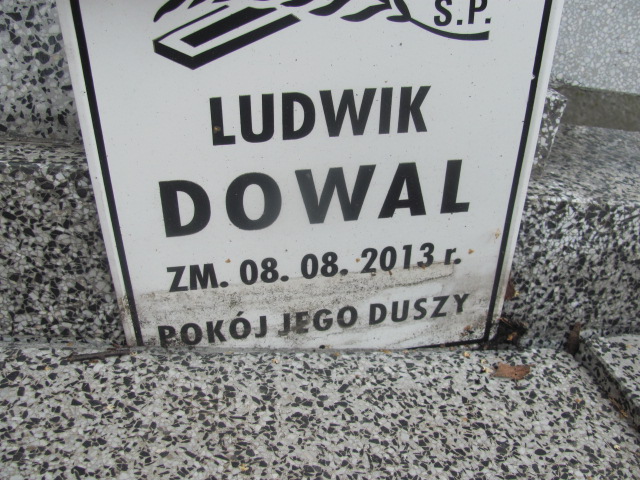 S.P.
LUDWIK
DOWAL
ZM. 08. 08. 2013 r.
POKÓJ JEGO DUSZY